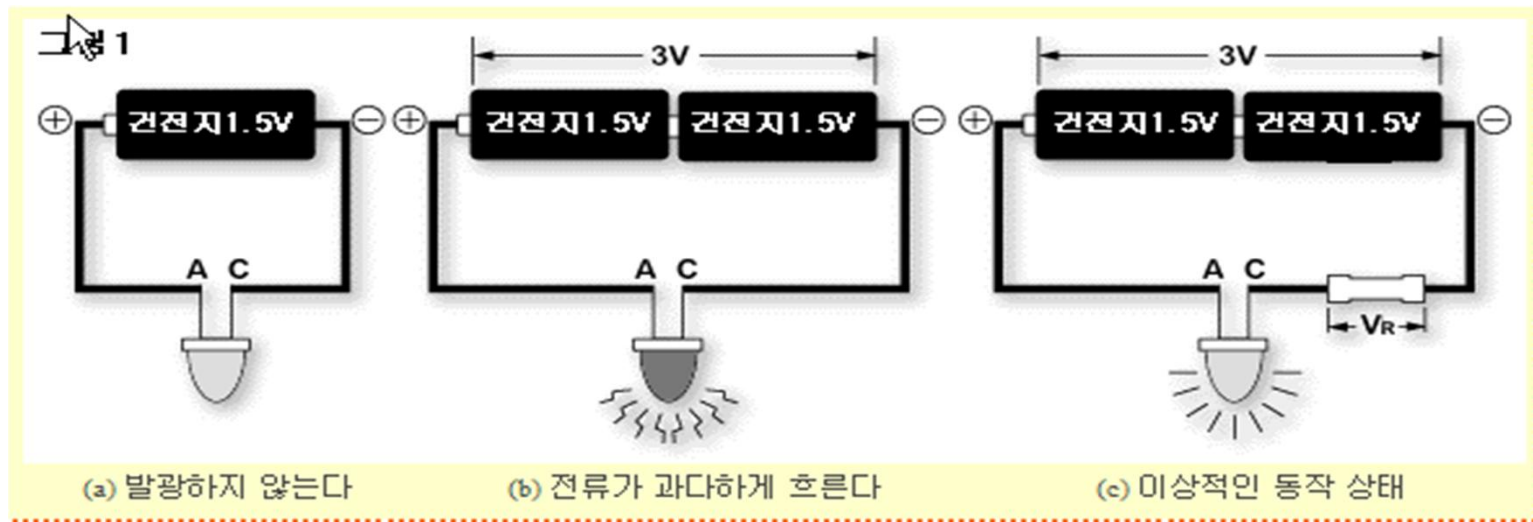 그림 1
3V
3V
⊕ 건전지1.5V ⊖
⊕ 건전지1.5V 건전지1.5V ⊖
⊕ 건전지1.5V 건전지1.5V ⊖
A C
A C
A C
VR
(a) 발광하지 않는다
(b) 전류가 과다하게 흐른다
(c) 이상적인 동작 상태